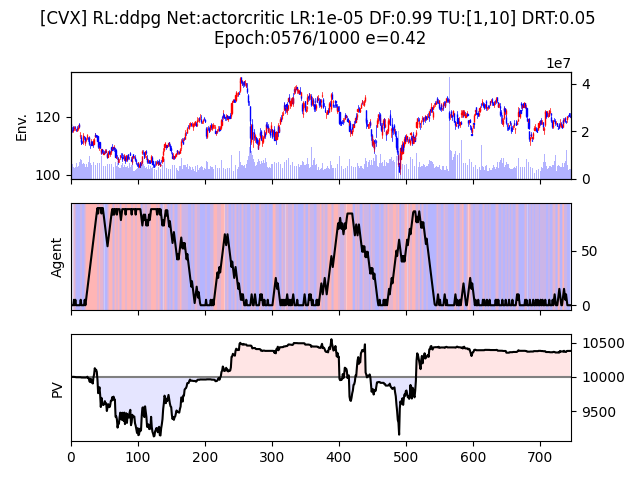 [CVX] RL:ddpg Net:actorcritic LR:1e-05 DF:0.99 TU:[1,10] DRT:0.05
Epoch:0576/1000 e=0.42
1e7
Env.
120
100
4
2
0
Agent
50
0
PV
10500
10000
9500
0 100 200 300 400 500 600 700